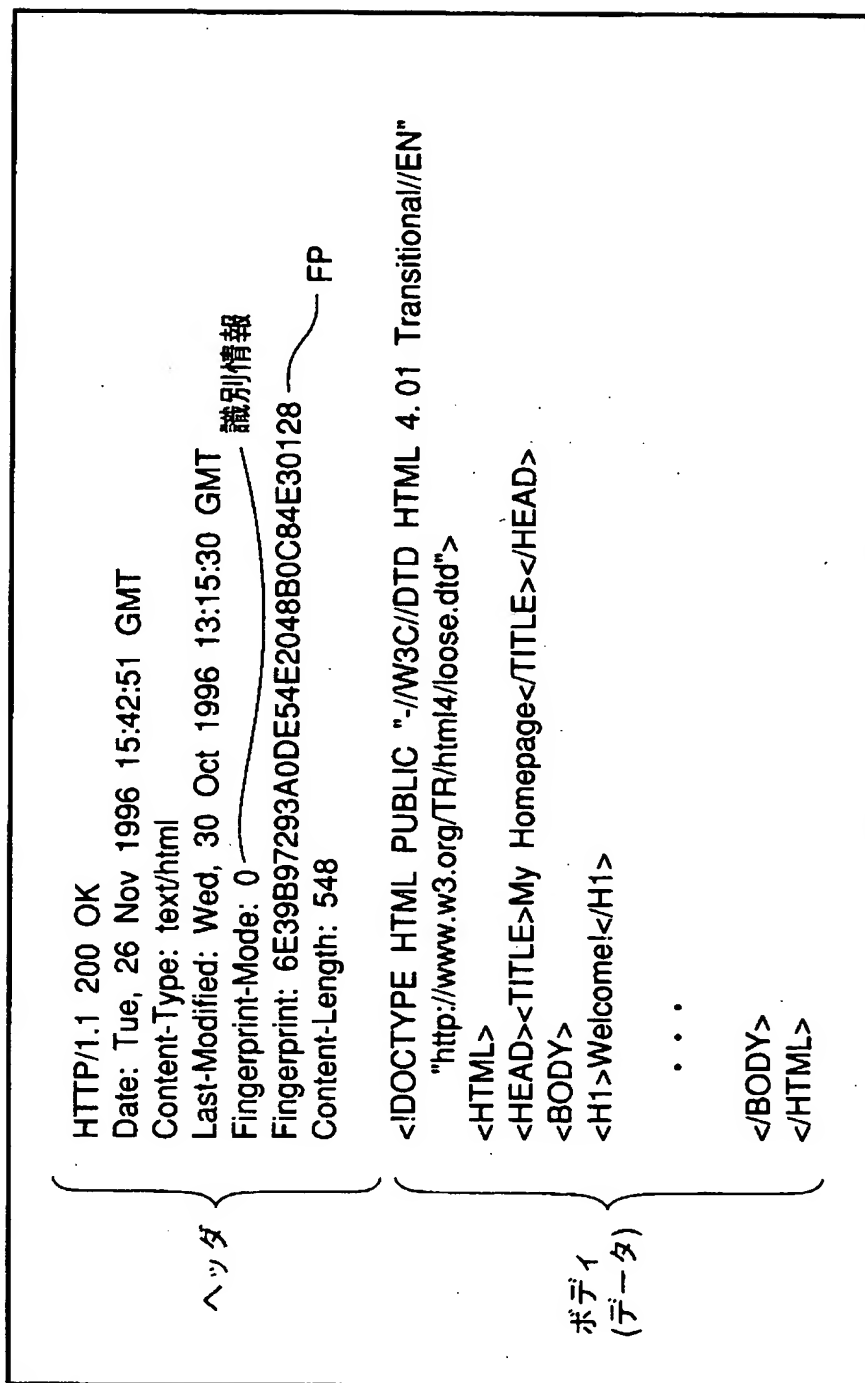 HTTP/1.1 200 OK
Date: Tue, 26 Nov 1996 15:42:51 GMT
Content-Type: text/html
Last-Modified: Wed, 30 Oct 1996 13:15:30 GMT
Fingerprint-Mode: 0 識別情報
Fingerprint: 6E39B97293A0DE54E2048B0C84E30128 FP
Content-Length: 548
ヘッダ
<!DOCTYPE HTML PUBLIC "-//W3C//DTD HTML 4. 01 Transitional//EN"
"http://www.w3.org/TR/html4/loose.dtd">
<HTML>
<HEAD><TITLE>My Homepage</TITLE></HEAD>
<BODY>
<H1>Welcome!</H1>
• • •
</BODY>
</HTML>
ボディ
(データ)